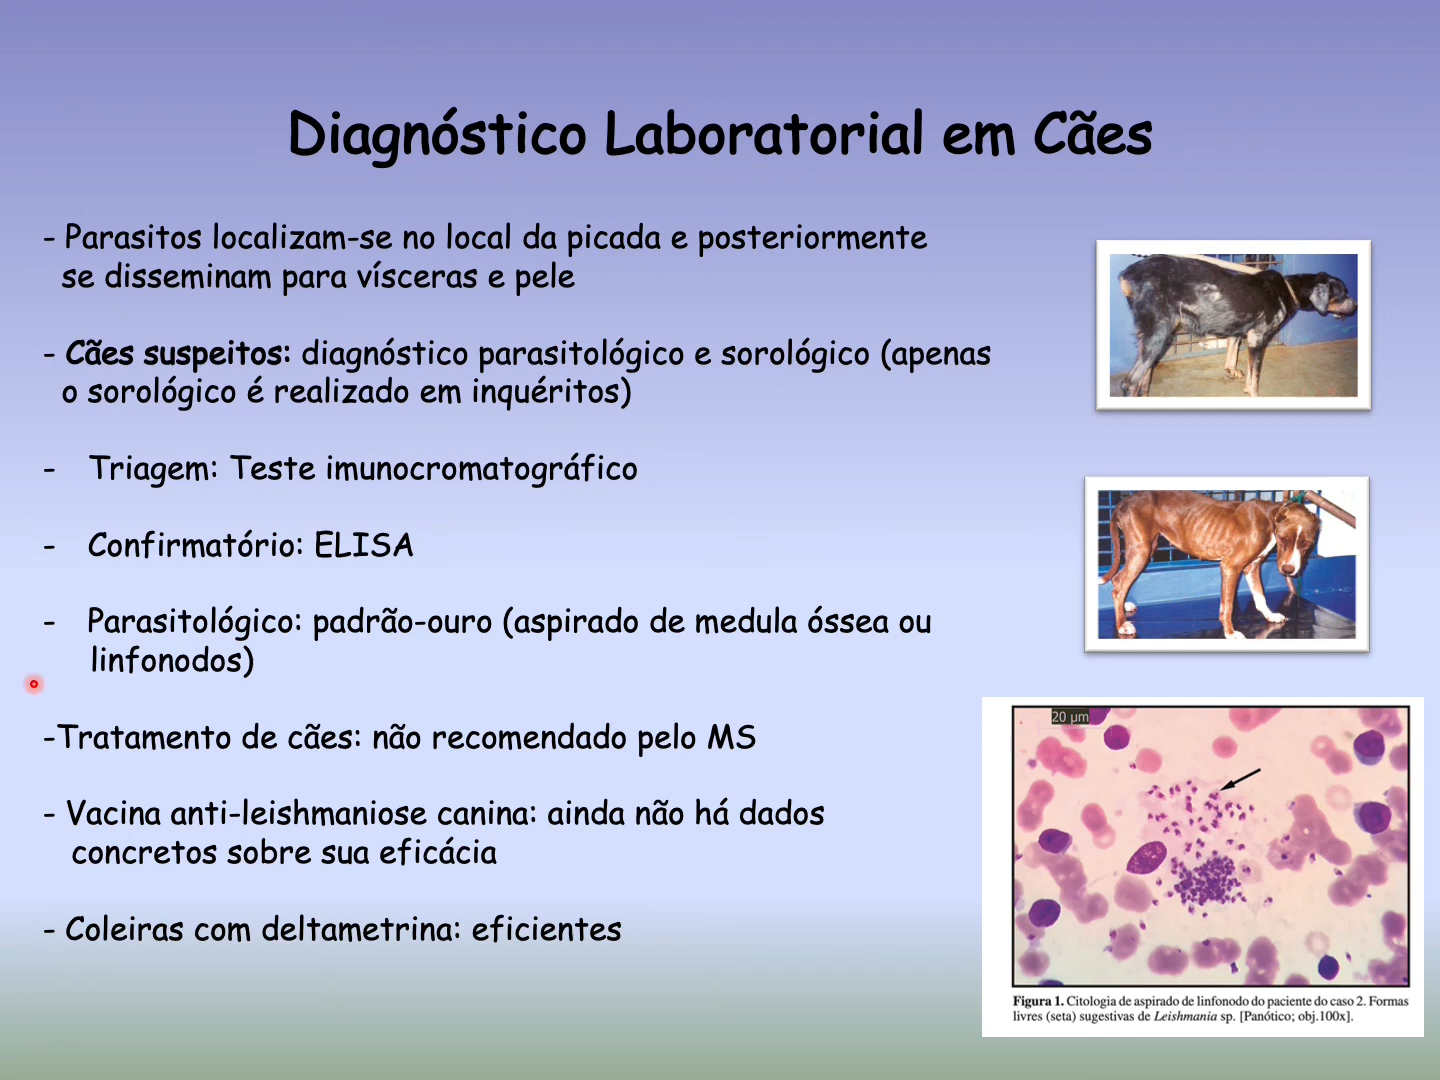 Diagnóstico Laboratorial em Cães
- Parasitos localizam-se no local da picada e posteriormente
se disseminam para vísceras e pele
- Cães suspeitos: diagnóstico parasitológico e sorológico (apenas
o sorológico é realizado em inquéritos)
- Triagem: Teste imunocromatográfico
- Confirmatório: ELISA
- Parasitológico: padrão-ouro (aspirado de medula óssea ou
linfonodos)
-Tratamento de cães: não recomendado pelo MS
- Vacina anti-leishmaniose canina: ainda não há dados
concretos sobre sua eficácia
- Coleiras com deltametrina: eficientes
20 µm
Figura 1. Citologia de aspirado de linfonodo do paciente do caso 2. Formas
livres (seta) sugestivas de Leishmania sp. [Panótico; obj.100x].